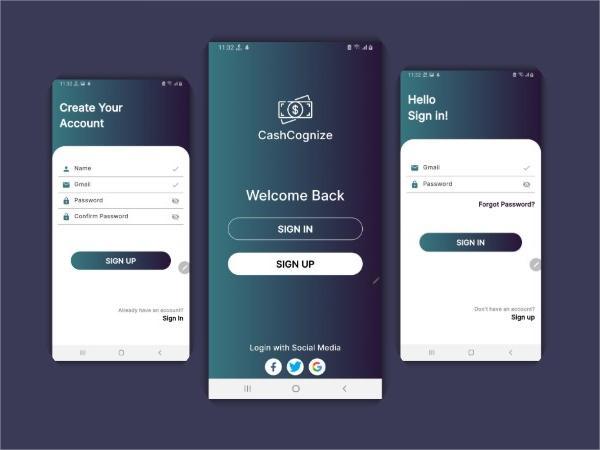 11:32
Create Your
Account
Name
Gmail
Password
Confirm Password
SIGN UP
Already have an account?
Sign In
11:32
$
CashCognize
Welcome Back
SIGN IN
SIGN UP
Login with Social Media
f
G
11:32
Hello
Sign in!
Gmail
Password
Forgot Password?
SIGN IN
Don't have an account?
Sign up